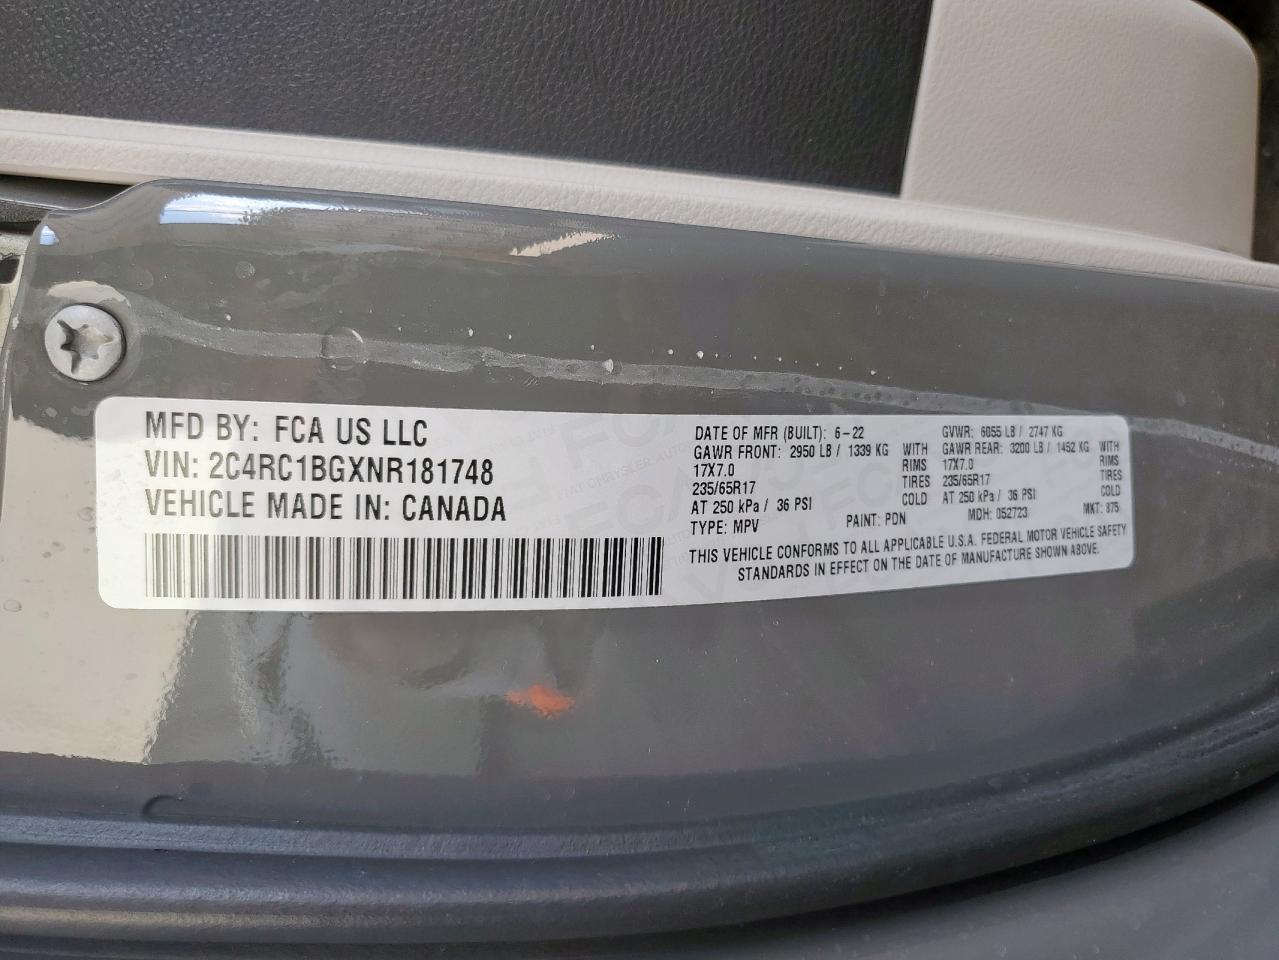 MFD BY: FCA US LLC
VIN: 2C4RC1BGXNR181748
VEHICLE MADE IN: CANADA
DATE OF MFR (BUILT): 6-22 GVWR: 6055 LB / 2747 KG
GAWR FRONT: 2950 LB / 1339 KG WITH GAWR REAR: 3200 LB / 1452 KG WITH
17X7.0 RIMS 17X7.0 RIMS
235/65R17 TIRES 235/65R17 TIRES
AT 250 kPa / 36 PSI COLD AT 250 kPa / 36 PSI COLD
TYPE: MPV PAINT: PDN MDH: 052723 MKT: 875
THIS VEHICLE CONFORMS TO ALL APPLICABLE U.S.A. FEDERAL MOTOR VEHICLE SAFETY
STANDARDS IN EFFECT ON THE DATE OF MANUFACTURE SHOWN ABOVE.